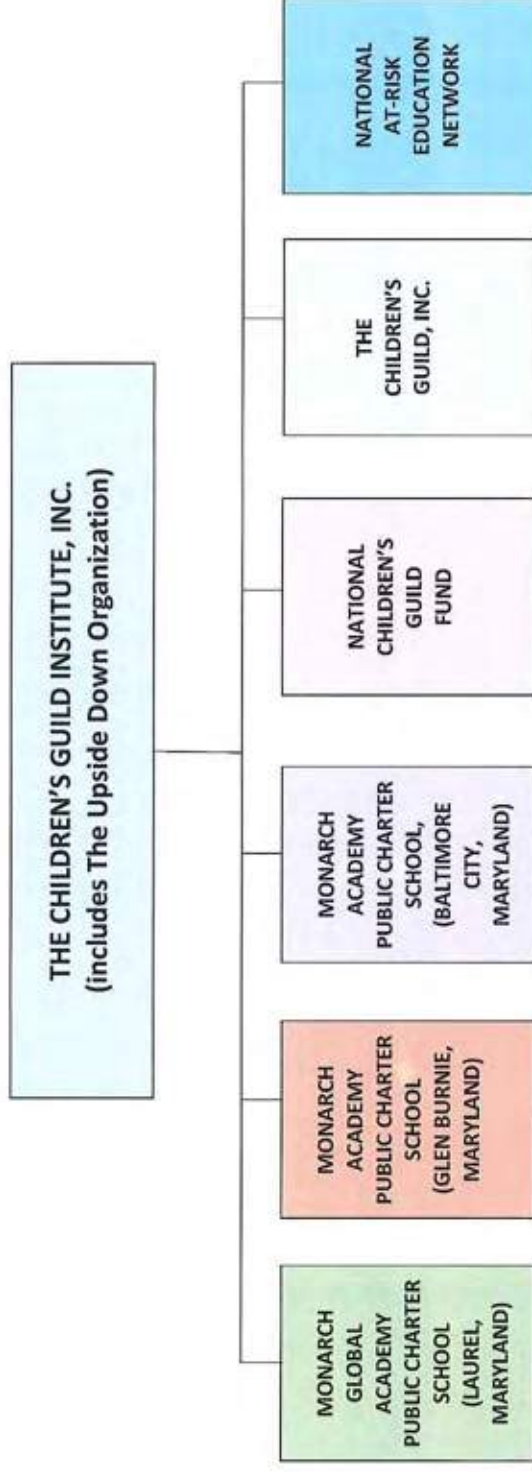 THE CHILDREN'S GUILD INSTITUTE, INC.
(includes The Upside Down Organization)
MONARCH
GLOBAL
ACADEMY
PUBLIC CHARTER
SCHOOL
(LAUREL,
MARYLAND)
MONARCH
ACADEMY
PUBLIC CHARTER
SCHOOL
(GLEN BURNIE,
MARYLAND)
MONARCH
ACADEMY
PUBLIC CHARTER
SCHOOL,
(BALTIMORE
CITY,
MARYLAND)
NATIONAL
CHILDREN'S
GUILD
FUND
THE
CHILDREN'S
GUILD, INC.
NATIONAL
AT-RISK
EDUCATION
NETWORK